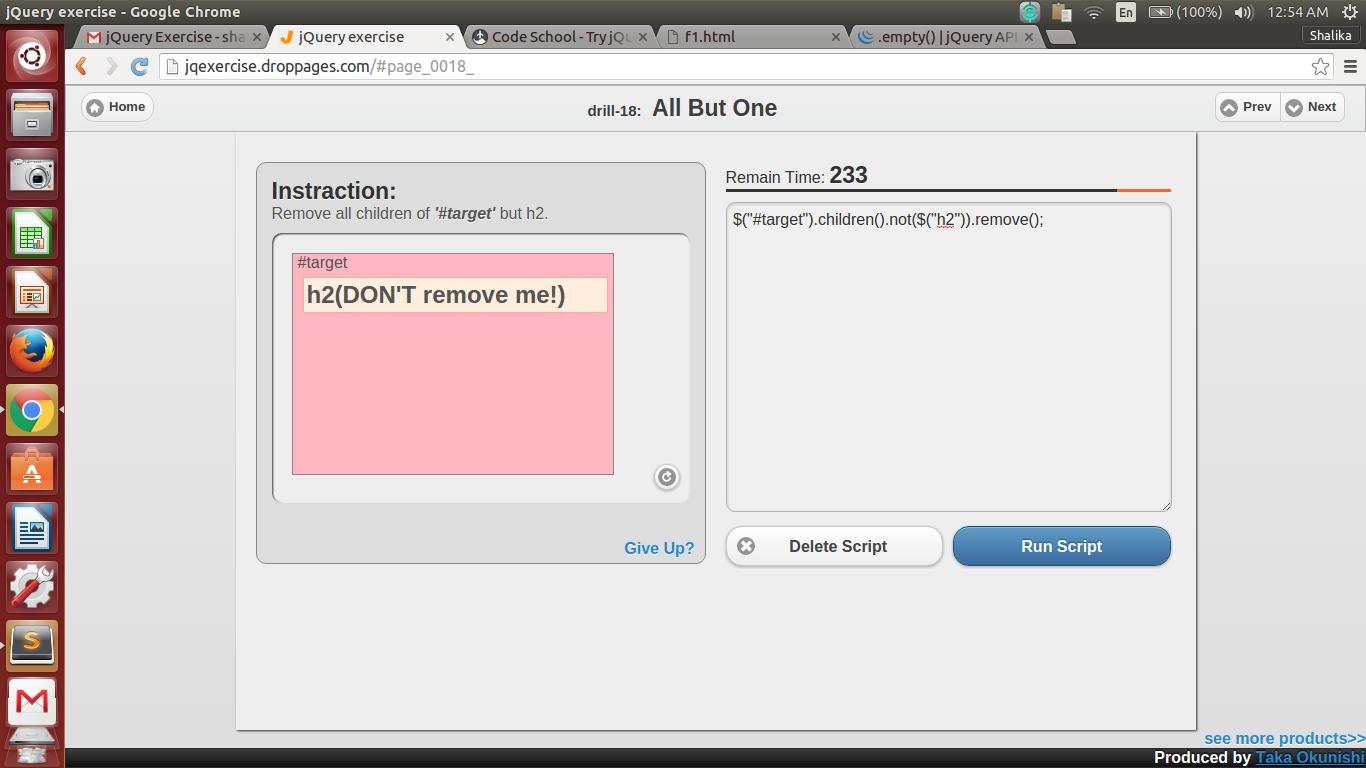 jQuery exercise - Google Chrome
En (100%) 12:54 AM
jQuery Exercise - sha
jQuery exercise
Code School - Try jQ
f1.html
.empty() | jQuery API
Shalika
jqexercise.droppages.com/#page_0018_
Home
drill-18: All But One
Prev
Next
Instraction:
Remove all children of '#target' but h2.
#target
h2(DON'T remove me!)
Give Up?
Remain Time: 233
$("#target").children().not($("h2")).remove();
Delete Script
Run Script
see more products>>
Produced by Taka Okunishi